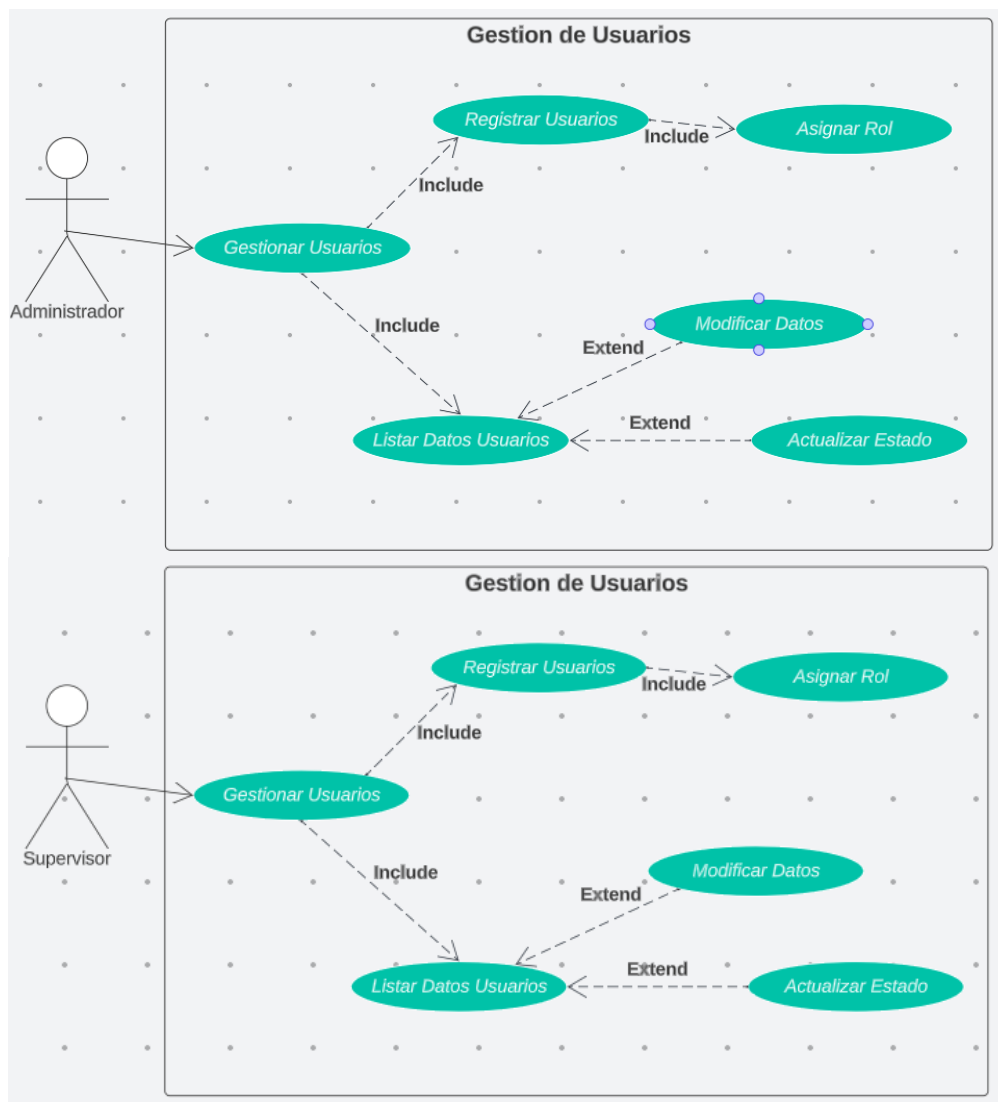 Gestion de Usuarios
Registrar Usuarios
Include
Asignar Rol
Include
Gestionar Usuarios
Administrador
Include
Modificar Datos
Extend
Listar Datos Usuarios
Extend
Actualizar Estado
Gestion de Usuarios
Registrar Usuarios
Include
Asignar Rol
Include
Gestionar Usuarios
Supervisor
Include
Modificar Datos
Extend
Listar Datos Usuarios
Extend
Actualizar Estado